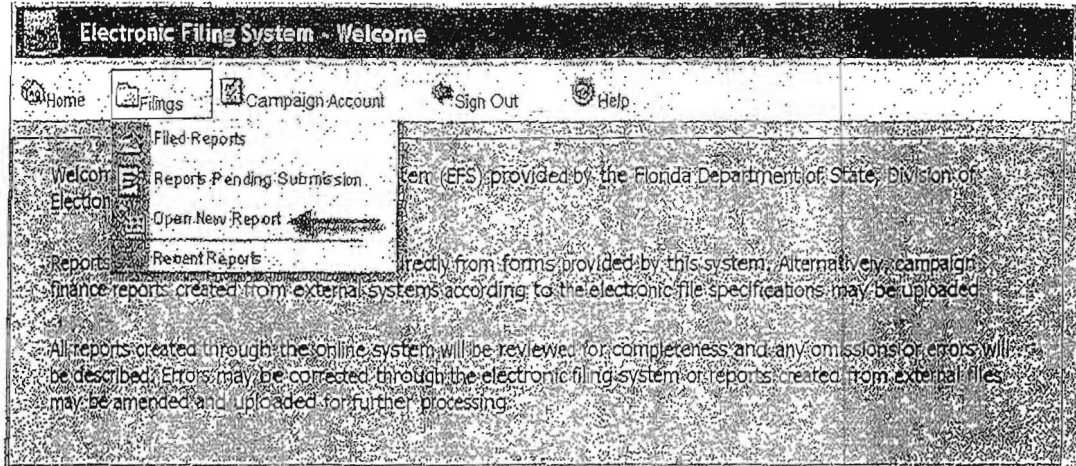 Electronic Filing System - Welcome
Home Filings Campaign Account Sign Out Help
Filed Reports
Reports Pending Submission
Open New Report
Recent Reports
Welcom tem (EFS) provided by the Florida Department of State, Division of
Election
Reports rectly from forms provided by this system. Alternatively, campaign
finance reports created from external systems according to the electronic file specifications may be uploaded
All reports created through the online system will be reviewed for completeness and any omissions or errors will
be described. Errors may be corrected through the electronic filing system or reports created from external files
may be amended and uploaded for further processing.